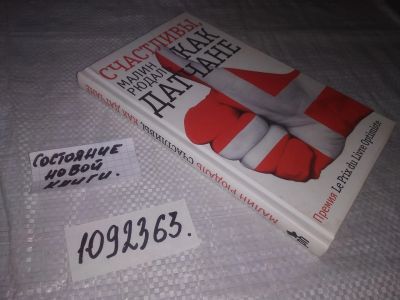 СЧАСТЛИВЫ,
МАЛИН
РЮДАЛ
КАК
ДАТЧАНЕ
Премия Le Prix du Livre Optimiste
МАЛИН РЮДАЛЬ СЧАСТЛИВЫ, КАК ДАТЧАНЕ
СОСТОЯНИЕ
НОВОЙ
КНИГИ.
1092363.